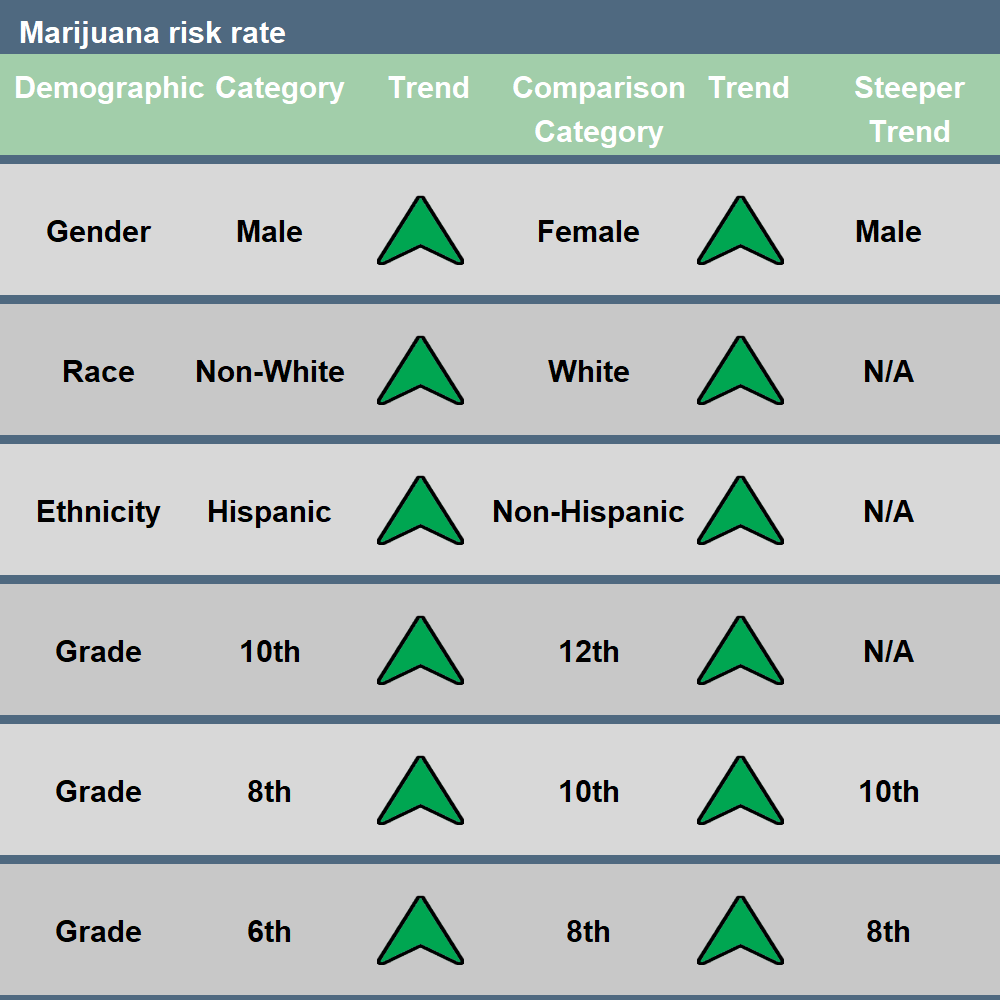 Marijuana risk rate
Demographic Category Trend Comparison Category Trend Steeper Trend
Gender Male Female Male
Race Non-White White N/A
Ethnicity Hispanic Non-Hispanic N/A
Grade 10th 12th N/A
Grade 8th 10th 10th
Grade 6th 8th 8th